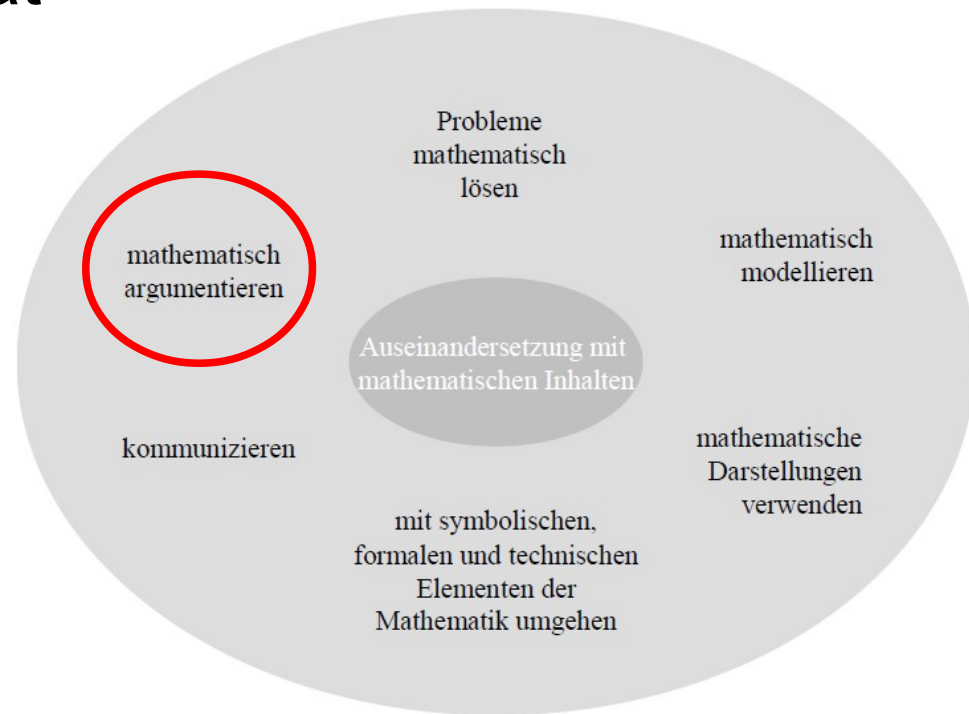 Probleme
mathematisch
lösen
mathematisch
argumentieren
mathematisch
modellieren
Auseinandersetzung mit
mathematischen Inhalten
kommunizieren
mathematische
Darstellungen
verwenden
mit symbolischen,
formalen und technischen
Elementen der
Mathematik umgehen